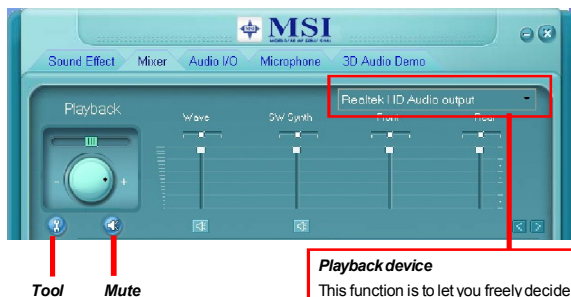 MSI
Sound Effect Mixer Audio I/O Microphone 3D Audio Demo
Realtek HD Audio output
Playback
Wave SW Synth Front Rear
- +
Tool Mute
Playback device
This function is to let you freely decide